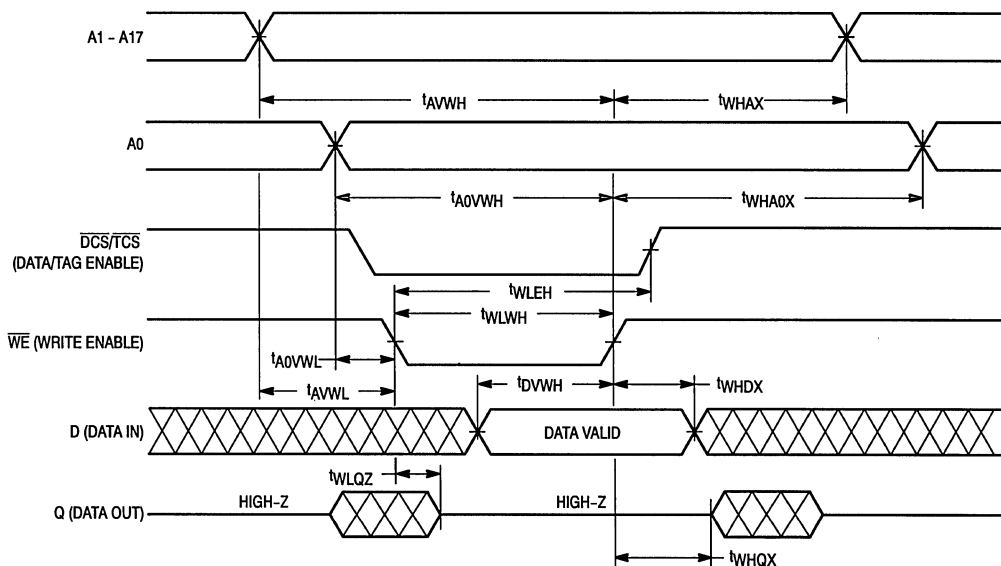 A1 – A17
tAVWH
tWHAX
A0
tA0VWH
tWHA0X
DCS/TCS
(DATA/TAG ENABLE)
tWLEH
tWLWH
WE (WRITE ENABLE)
tA0VWL
tAVWL
tDVWH
tWHDX
D (DATA IN)
DATA VALID
tWLQZ
Q (DATA OUT)
HIGH–Z
HIGH–Z
tWHQX